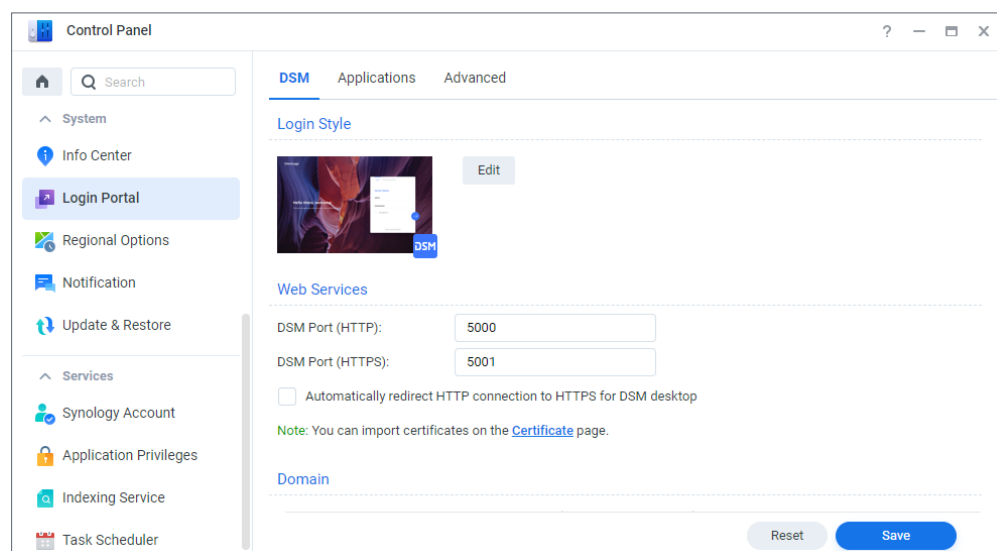 Control Panel
?
Search
DSM Applications Advanced
System
Info Center
Login Portal
Regional Options
Notification
Update & Restore
Services
Synology Account
Application Privileges
Indexing Service
Task Scheduler
Login Style
Edit
DSM
Web Services
DSM Port (HTTP): 5000
DSM Port (HTTPS): 5001
Automatically redirect HTTP connection to HTTPS for DSM desktop
Note: You can import certificates on the Certificate page.
Domain
Reset Save